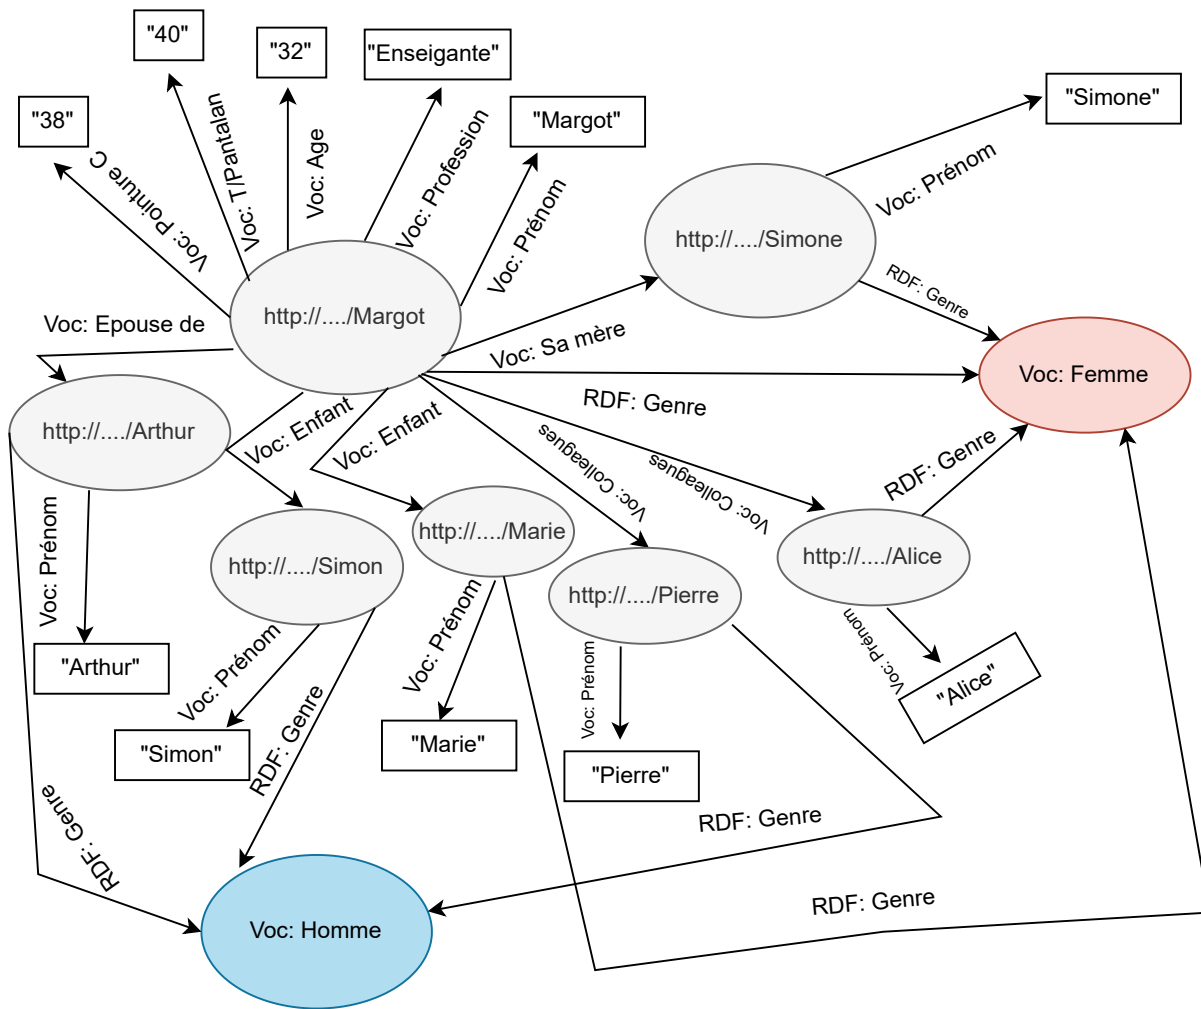 "40"
"32"
"Enseigante"
"38"
"Margot"
"Simone"
Voc: Pointure C
Voc: T/Pantalan
Voc: Age
Voc: Profession
Voc: Prénom
Voc: Prénom
http://..../Simone
http://..../Margot
RDF: Genre
Voc: Epouse de
Voc: Sa mère
Voc: Femme
RDF: Genre
http://..../Arthur
Voc: Enfant
Voc: Enfant
Voc: Colleagues
Voc: Colleagues
RDF: Genre
Voc: Prénom
http://..../Simon
http://..../Marie
http://..../Pierre
http://..../Alice
"Arthur"
Voc: Prénom
Voc: Prénom
Voc: Prénom
Voc: Prénom
"Alice"
"Simon"
RDF: Genre
"Marie"
"Pierre"
RDF: Genre
RDF: Genre
RDF: Genre
Voc: Homme